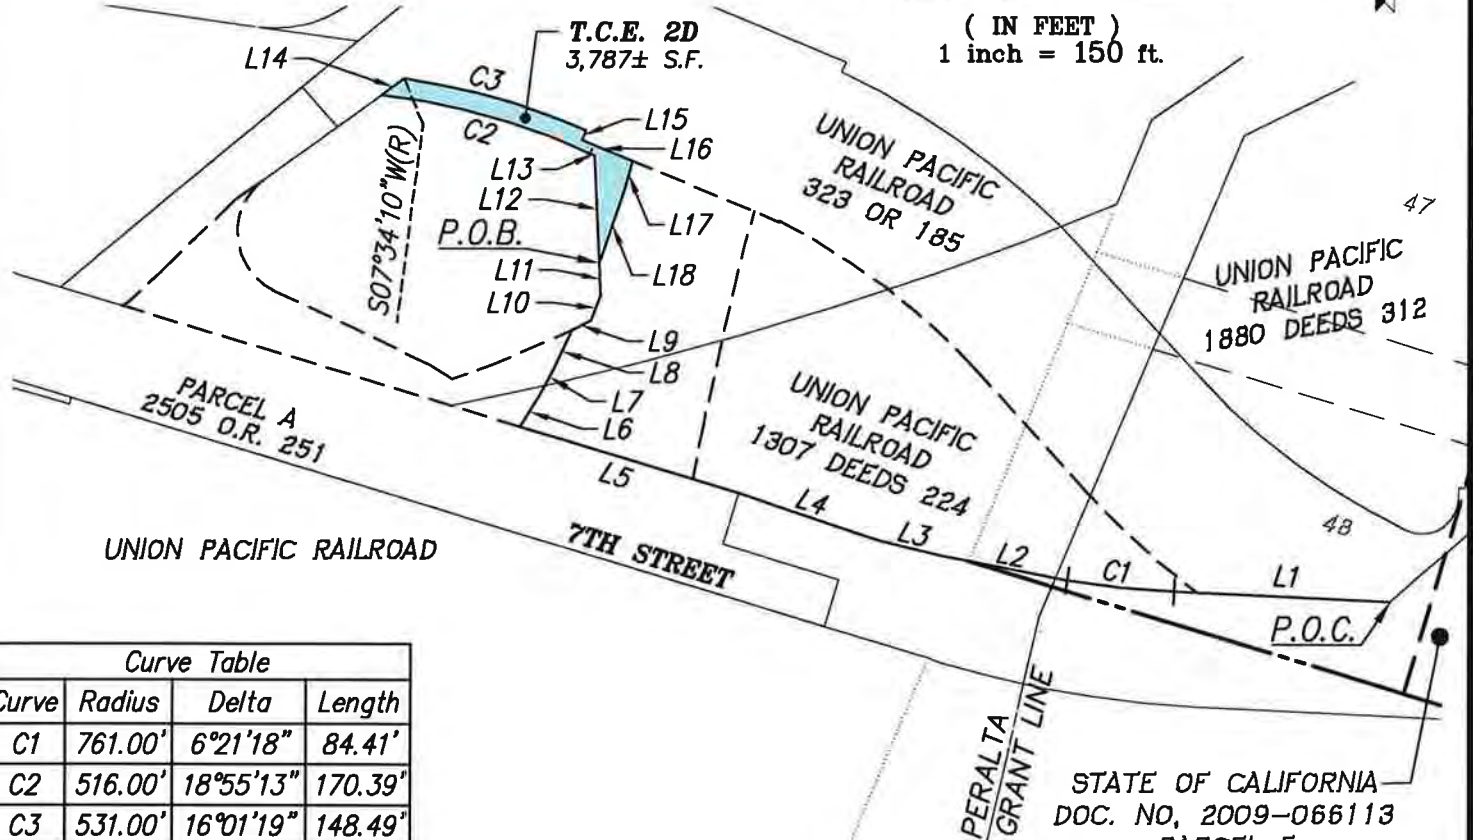 ( IN FEET )
1 inch = 150 ft.
T.C.E. 2D
3,787± S.F.
L14
C3
C2
L15
L16
L13
L12
P.O.B.
L11
L10
L17
L18
S07°34'10"W(R)
L9
L8
L7
L6
UNION PACIFIC
RAILROAD
323 OR 185
47
UNION PACIFIC
RAILROAD
1880 DEEDS 312
PARCEL A
2505 O.R. 251
UNION PACIFIC
RAILROAD
1307 DEEDS 224
L5
L4
L3
L2
C1
L1
48
P.O.C.
UNION PACIFIC RAILROAD
7TH STREET
PERALTA
GRANT LINE
STATE OF CALIFORNIA
DOC. NO, 2009-066113
Curve Table
Curve Radius Delta Length
C1 761.00' 6°21'18" 84.41'
C2 516.00' 18°55'13" 170.39'
C3 531.00' 16°01'19" 148.49'